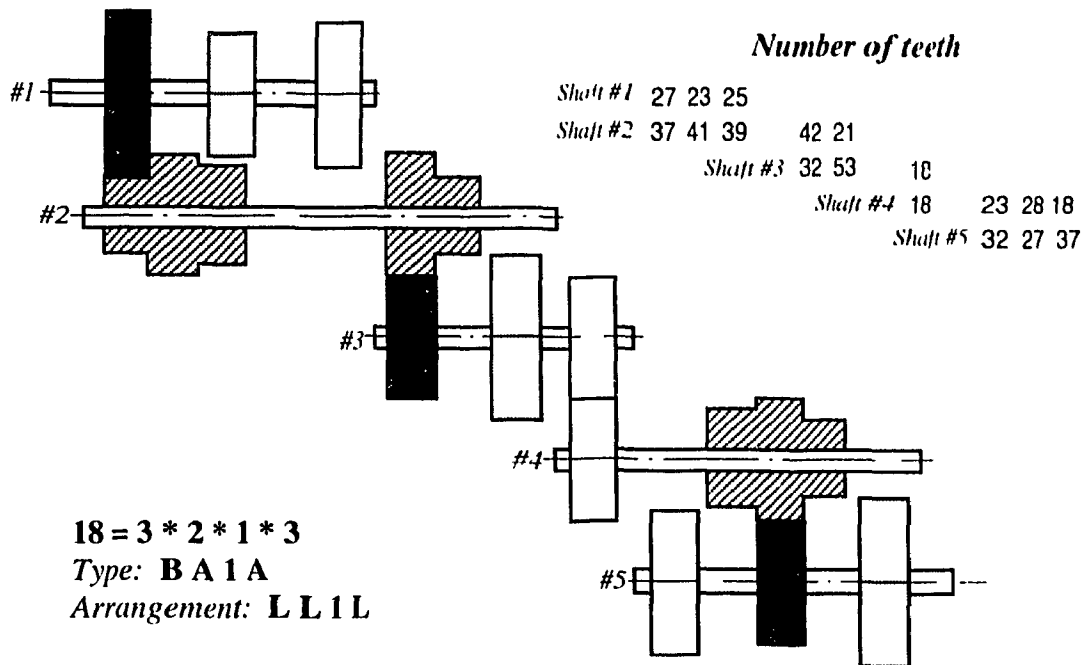 Number of teeth
#1
Shaft #1 27 23 25
Shaft #2 37 41 39 42 21
Shaft #3 32 53 18
#2
Shaft #4 18 23 28 18
Shaft #5 32 27 37
#3
#4
18 = 3 * 2 * 1 * 3
Type: B A 1 A
#5
Arrangement: L L 1 L